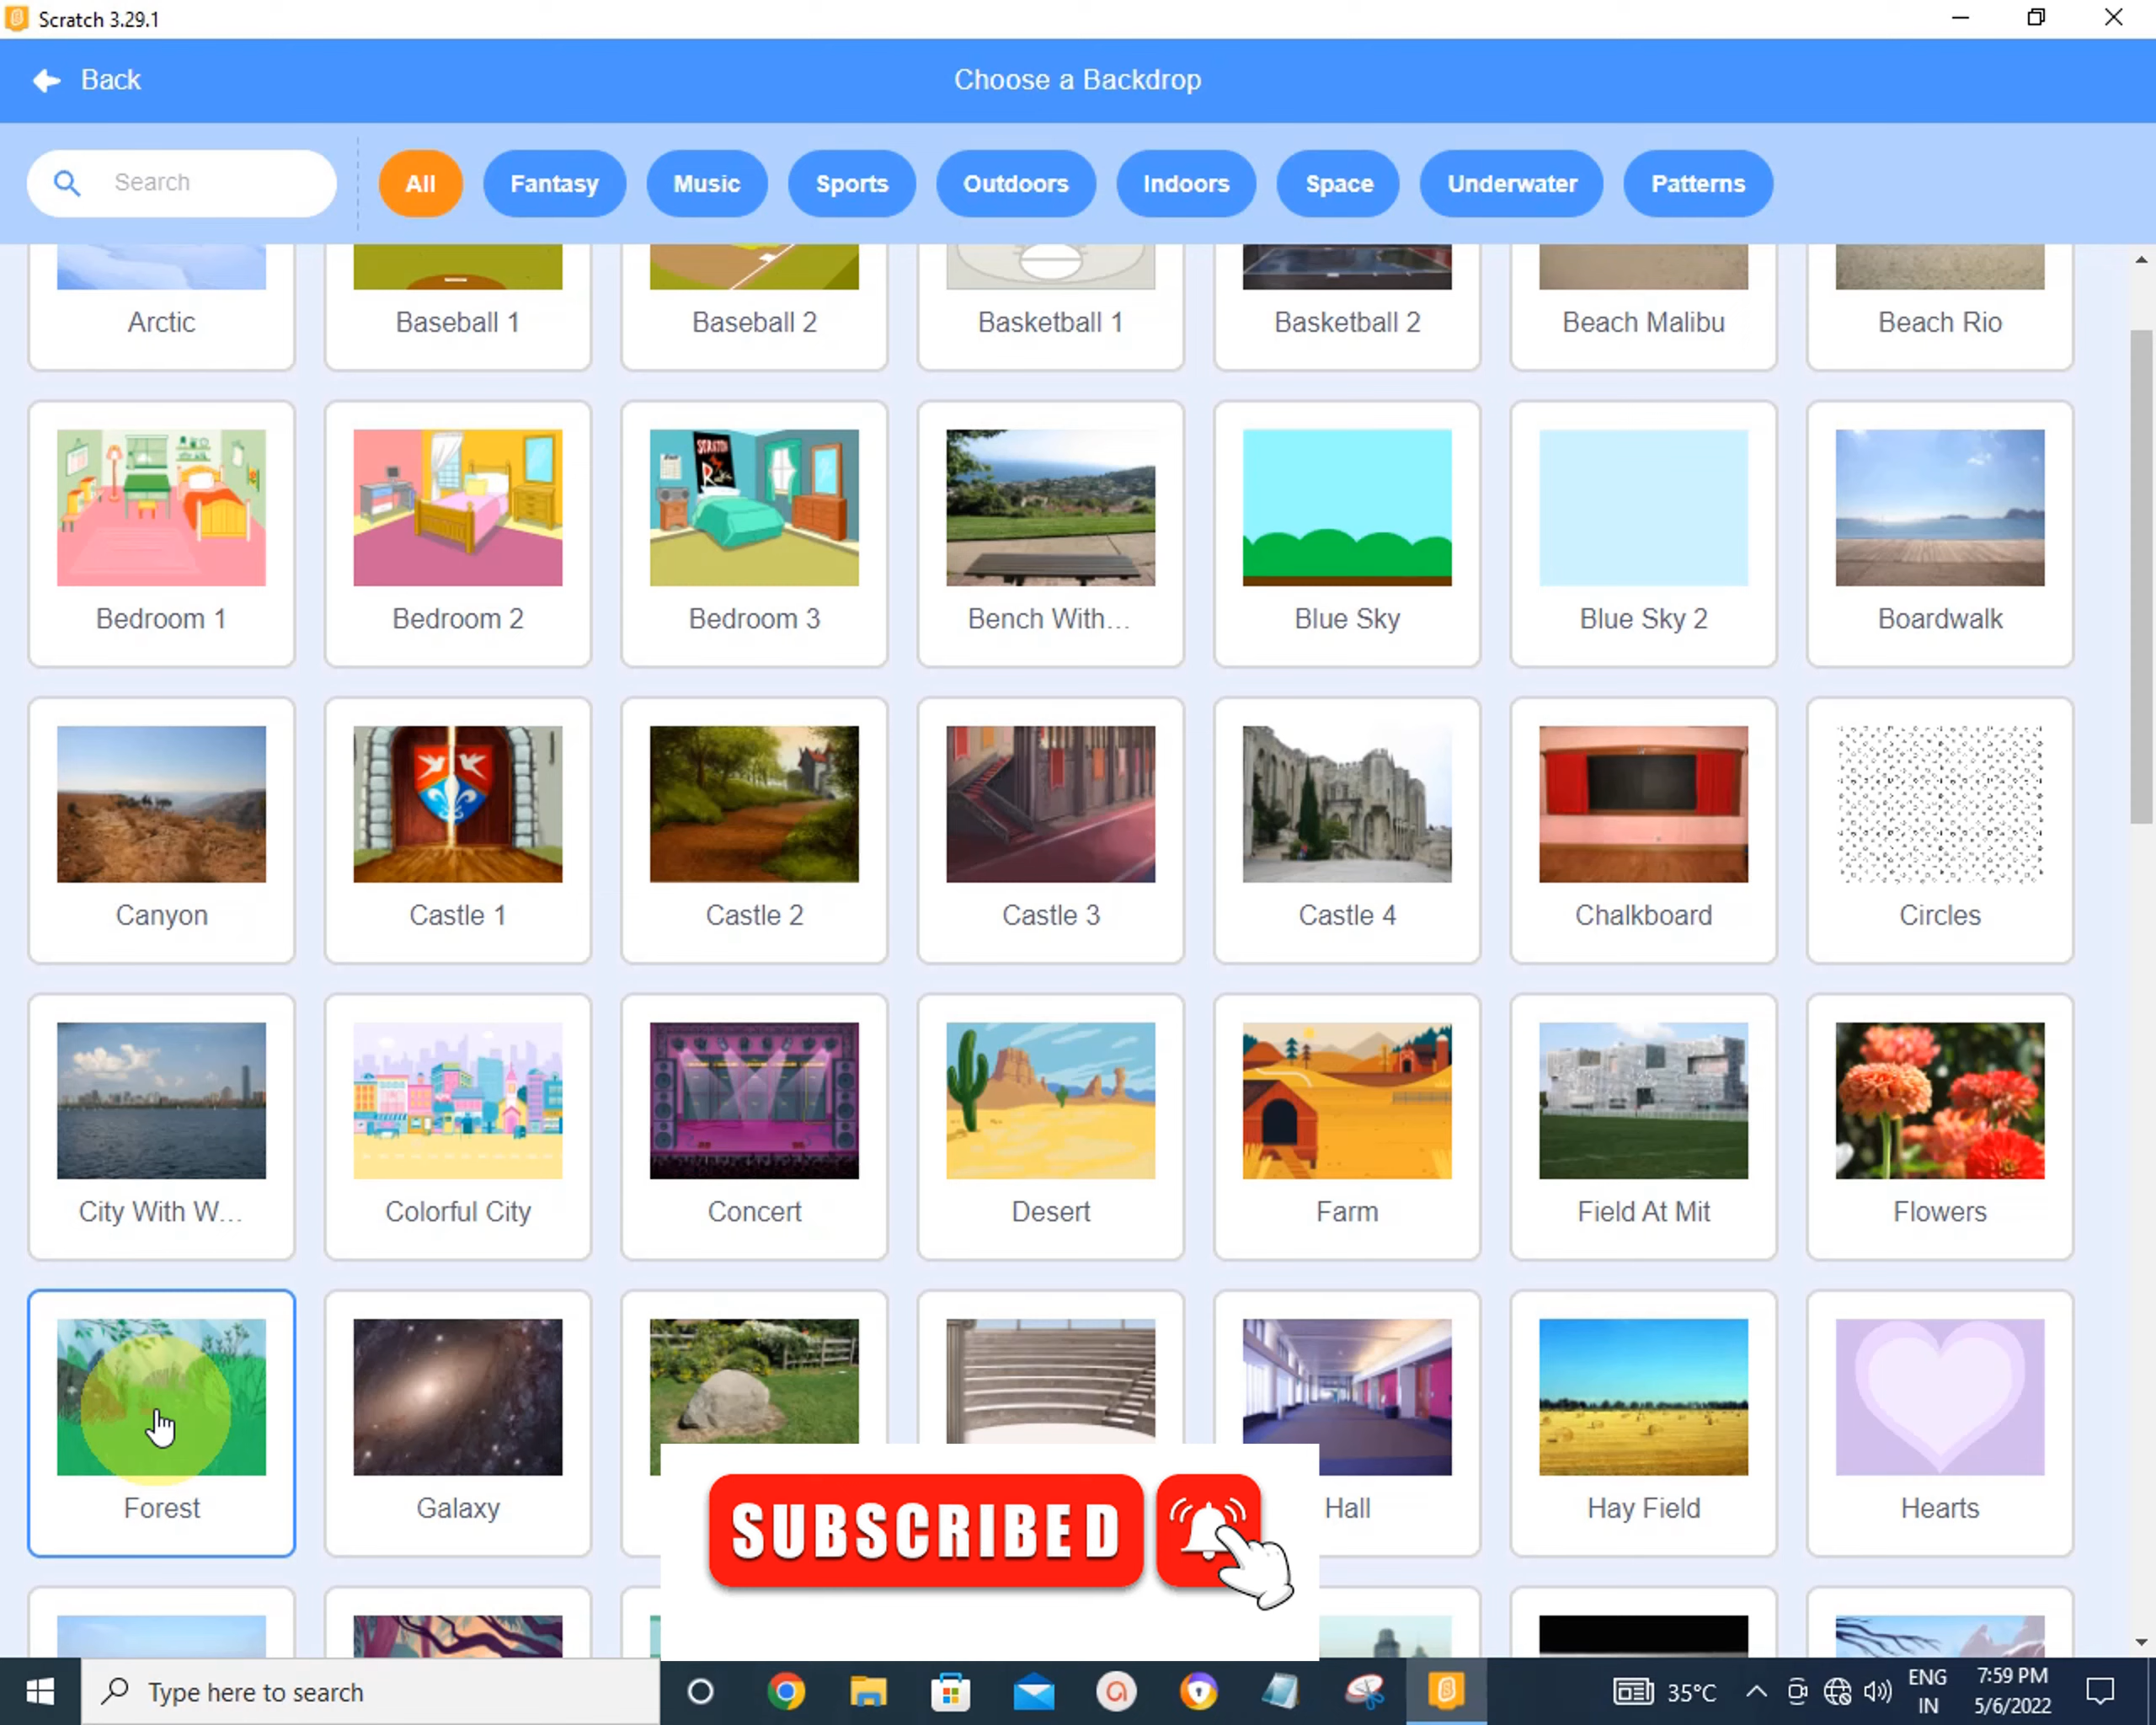 Scratch 3.29.1
Back
Choose a Backdrop
Search
All
Fantasy
Music
Sports
Outdoors
Indoors
Space
Underwater
Patterns
Arctic
Baseball 1
Baseball 2
Basketball 1
Basketball 2
Beach Malibu
Beach Rio
Bedroom 1
Bedroom 2
Bedroom 3
Bench With...
Blue Sky
Blue Sky 2
Boardwalk
Canyon
Castle 1
Castle 2
Castle 3
Castle 4
Chalkboard
Circles
City With W...
Colorful City
Concert
Desert
Farm
Field At Mit
Flowers
Forest
Galaxy
Hall
Hay Field
Hearts
SUBSCRIBED
Type here to search
35°C
ENG
IN
7:59 PM
5/6/2022